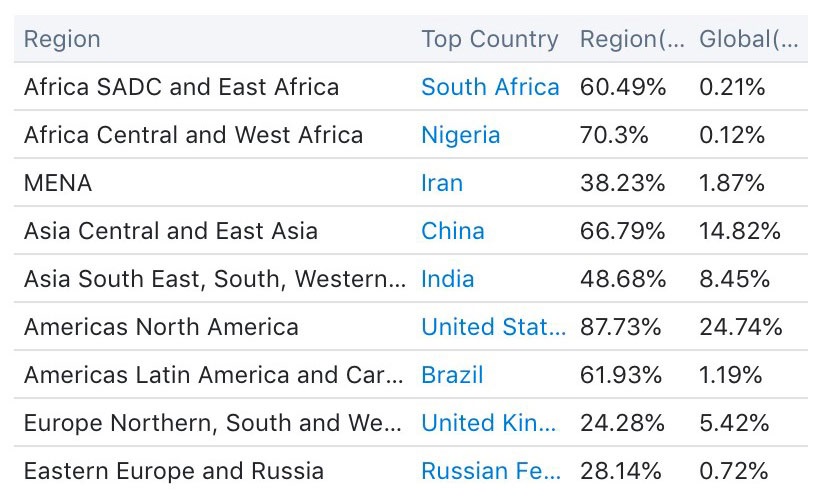 Region Top Country Region(... Global(...
Africa SADC and East Africa South Africa 60.49% 0.21%
Africa Central and West Africa Nigeria 70.3% 0.12%
MENA Iran 38.23% 1.87%
Asia Central and East Asia China 66.79% 14.82%
Asia South East, South, Western... India 48.68% 8.45%
Americas North America United Stat... 87.73% 24.74%
Americas Latin America and Car... Brazil 61.93% 1.19%
Europe Northern, South and We... United Kin... 24.28% 5.42%
Eastern Europe and Russia Russian Fe... 28.14% 0.72%